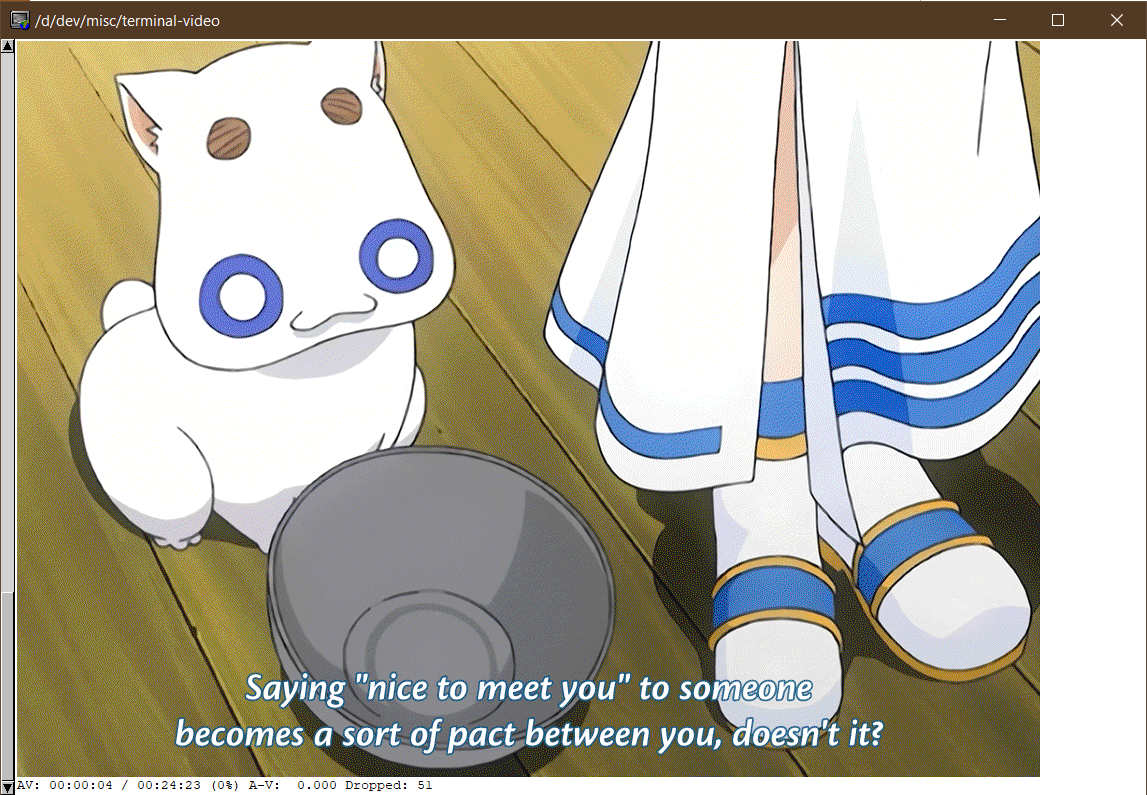 /d/dev/misc/terminal-video
Saying "nice to meet you" to someone
becomes a sort of pact between you, doesn't it?
AV: 00:00:04 / 00:24:23 (0%) A-V:  0.000 Dropped: 51